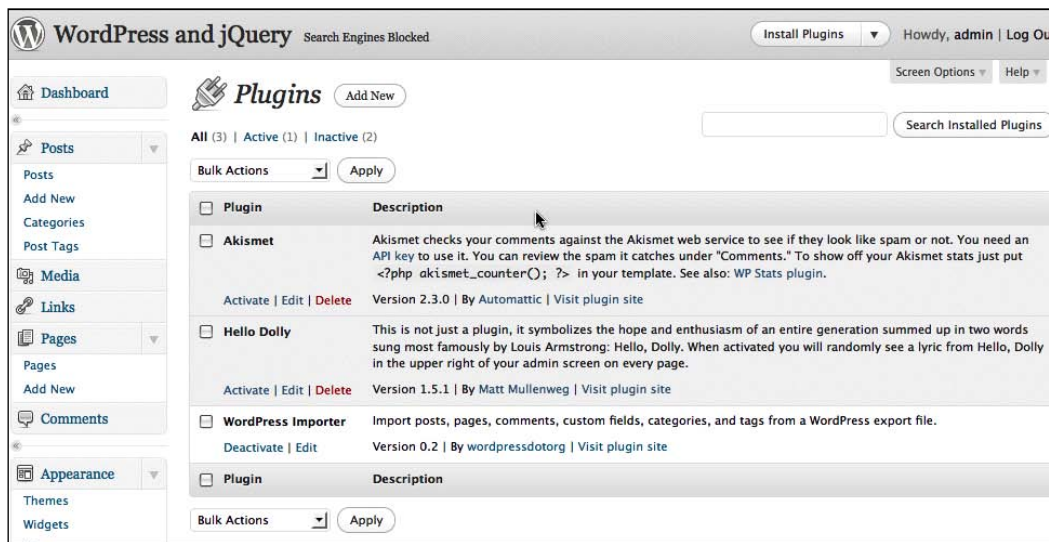 WordPress and jQuery Search Engines Blocked
Install Plugins
Howdy, admin | Log Ou
Screen Options
Help
Dashboard
Posts
Posts
Add New
Categories
Post Tags
Media
Links
Pages
Pages
Add New
Comments
Appearance
Themes
Widgets
Plugins Add New
All (3) | Active (1) | Inactive (2)
Search Installed Plugins
Bulk Actions Apply
Plugin Description
Akismet
Akismet checks your comments against the Akismet web service to see if they look like spam or not. You need an
API key to use it. You can review the spam it catches under "Comments." To show off your Akismet stats just put
<?php akismet_counter(); ?> in your template. See also: WP Stats plugin.
Activate | Edit | Delete
Version 2.3.0 | By Automattic | Visit plugin site
Hello Dolly
This is not just a plugin, it symbolizes the hope and enthusiasm of an entire generation summed up in two words
sung most famously by Louis Armstrong: Hello, Dolly. When activated you will randomly see a lyric from Hello, Dolly
in the upper right of your admin screen on every page.
Activate | Edit | Delete
Version 1.5.1 | By Matt Mullenweg | Visit plugin site
WordPress Importer
Import posts, pages, comments, custom fields, categories, and tags from a WordPress export file.
Deactivate | Edit
Version 0.2 | By wordpressdotorg | Visit plugin site
Plugin Description
Bulk Actions Apply